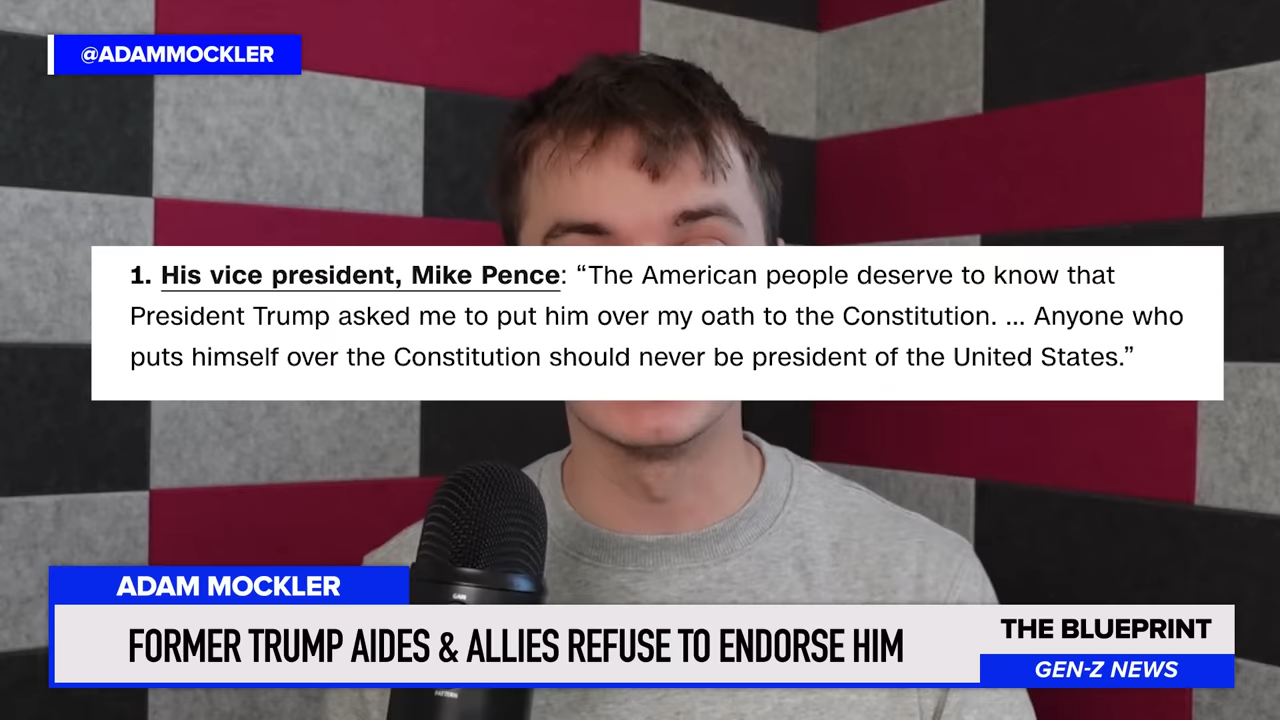 @ADAMMOCKLER
1. His vice president, Mike Pence: “The American people deserve to know that
President Trump asked me to put him over my oath to the Constitution. ... Anyone who
puts himself over the Constitution should never be president of the United States.”
GAIN
ADAM MOCKLER
FORMER TRUMP AIDES & ALLIES REFUSE TO ENDORSE HIM
THE BLUEPRINT
GEN-Z NEWS
PATTERN